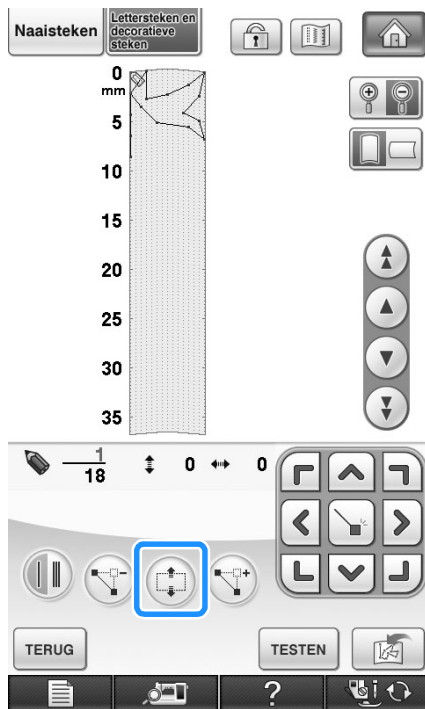 Naaisteken
Lettersteken en
decoratieve
steken
0
mm
5
10
15
20
25
30
35
1
18
0
0
TERUG
TESTEN
?